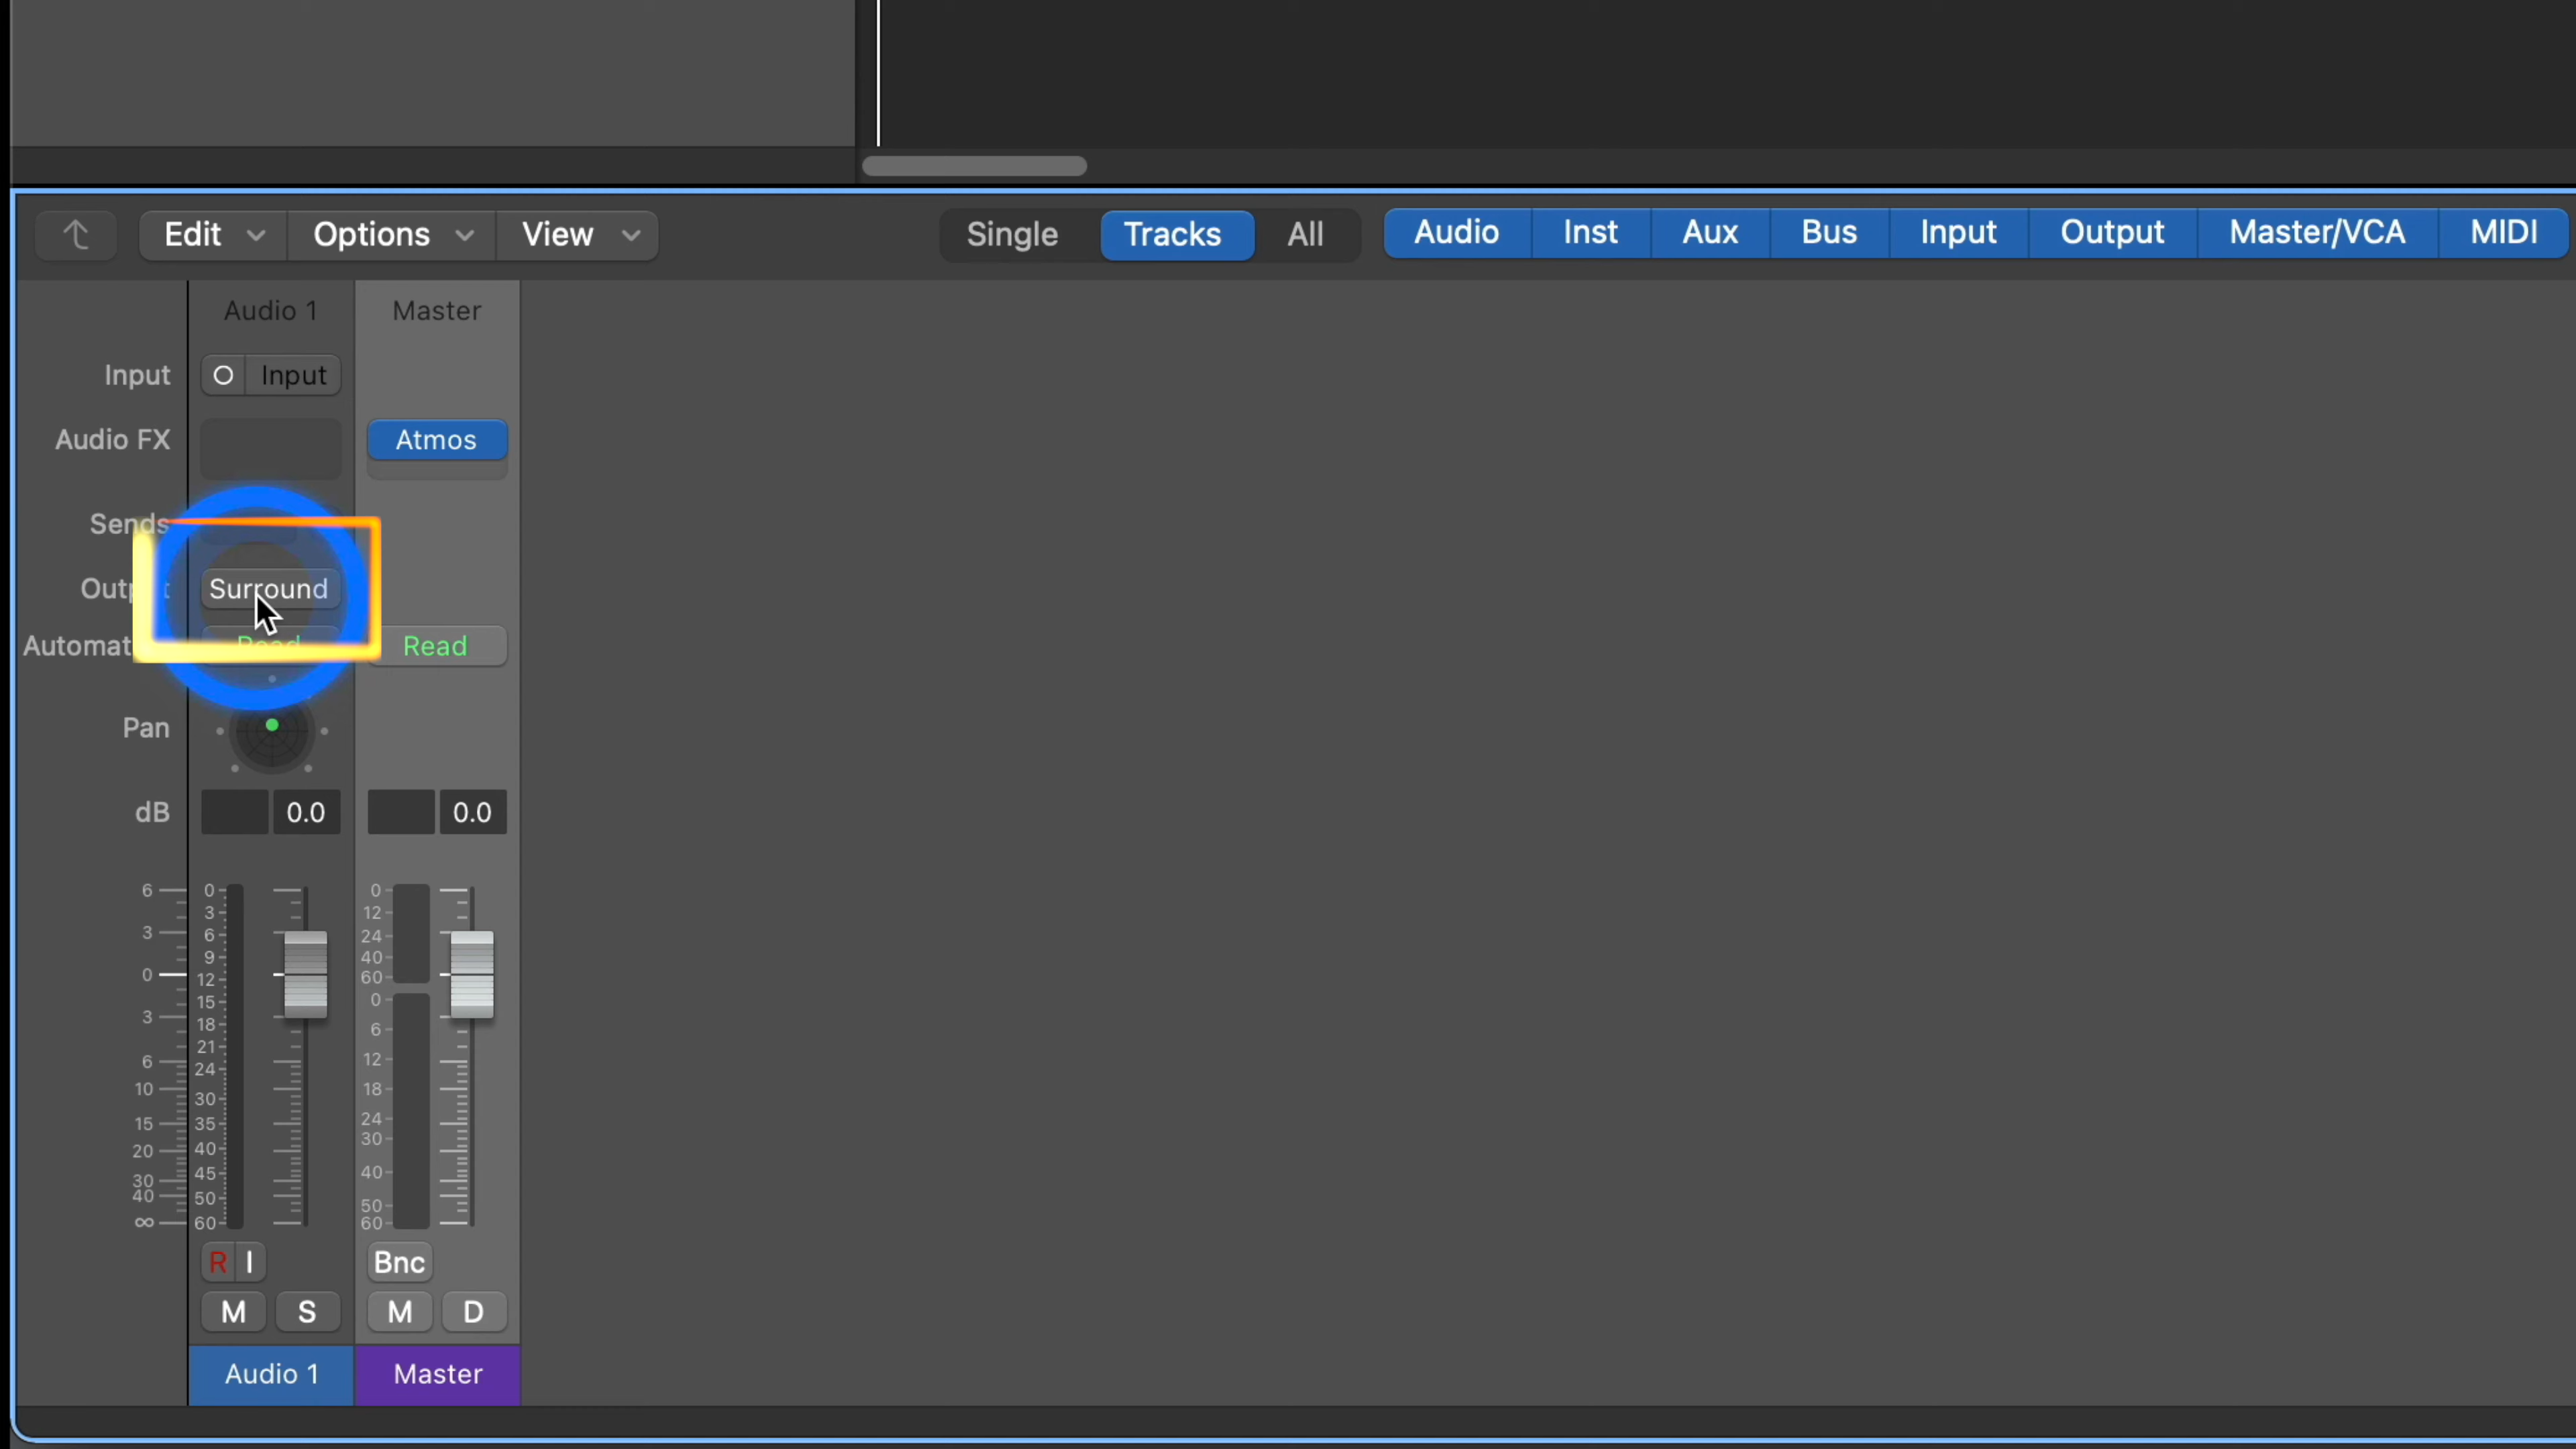 Edit Options View Single Tracks All Audio Inst Aux Bus Input Output Master/VCA MIDI
Audio 1 Master
Input Input
Audio FX Atmos
Sends
Surround
Read Read
Pan
dB 0.0 0.0
6 0 0
3 12
3 6 24
9 40
0 12 60
15 0
3 18 6
21
6 24 12
10 30 18
15 35 24
20 40 30
30 45 40
40 50 50
∞ 60 60
R I Bnc
M S M D
Audio 1 Master